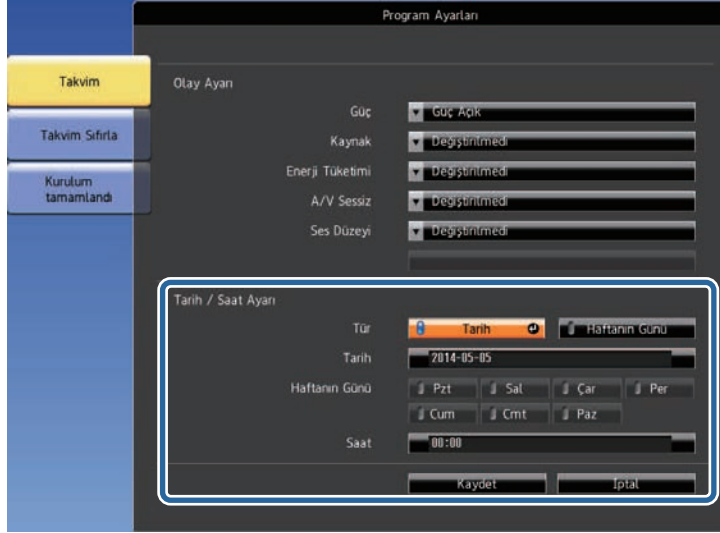 Program Ayarları
Takvim
Takvim Sıfırla
Kurulum
tamamlandı
Olay Ayarı
Güç Güç Açık
Kaynak Değiştirilmedi
Enerji Tüketimi Değiştirilmedi
A/V Sessiz Değiştirilmedi
Ses Düzeyi Değiştirilmedi
Tarih / Saat Ayarı
Tür Tarih Haftanın Günü
Tarih 2014-05-05
Haftanın Günü Pzt Sal Çar Per
Cum Cmt Paz
Saat 00:00
Kaydet İptal